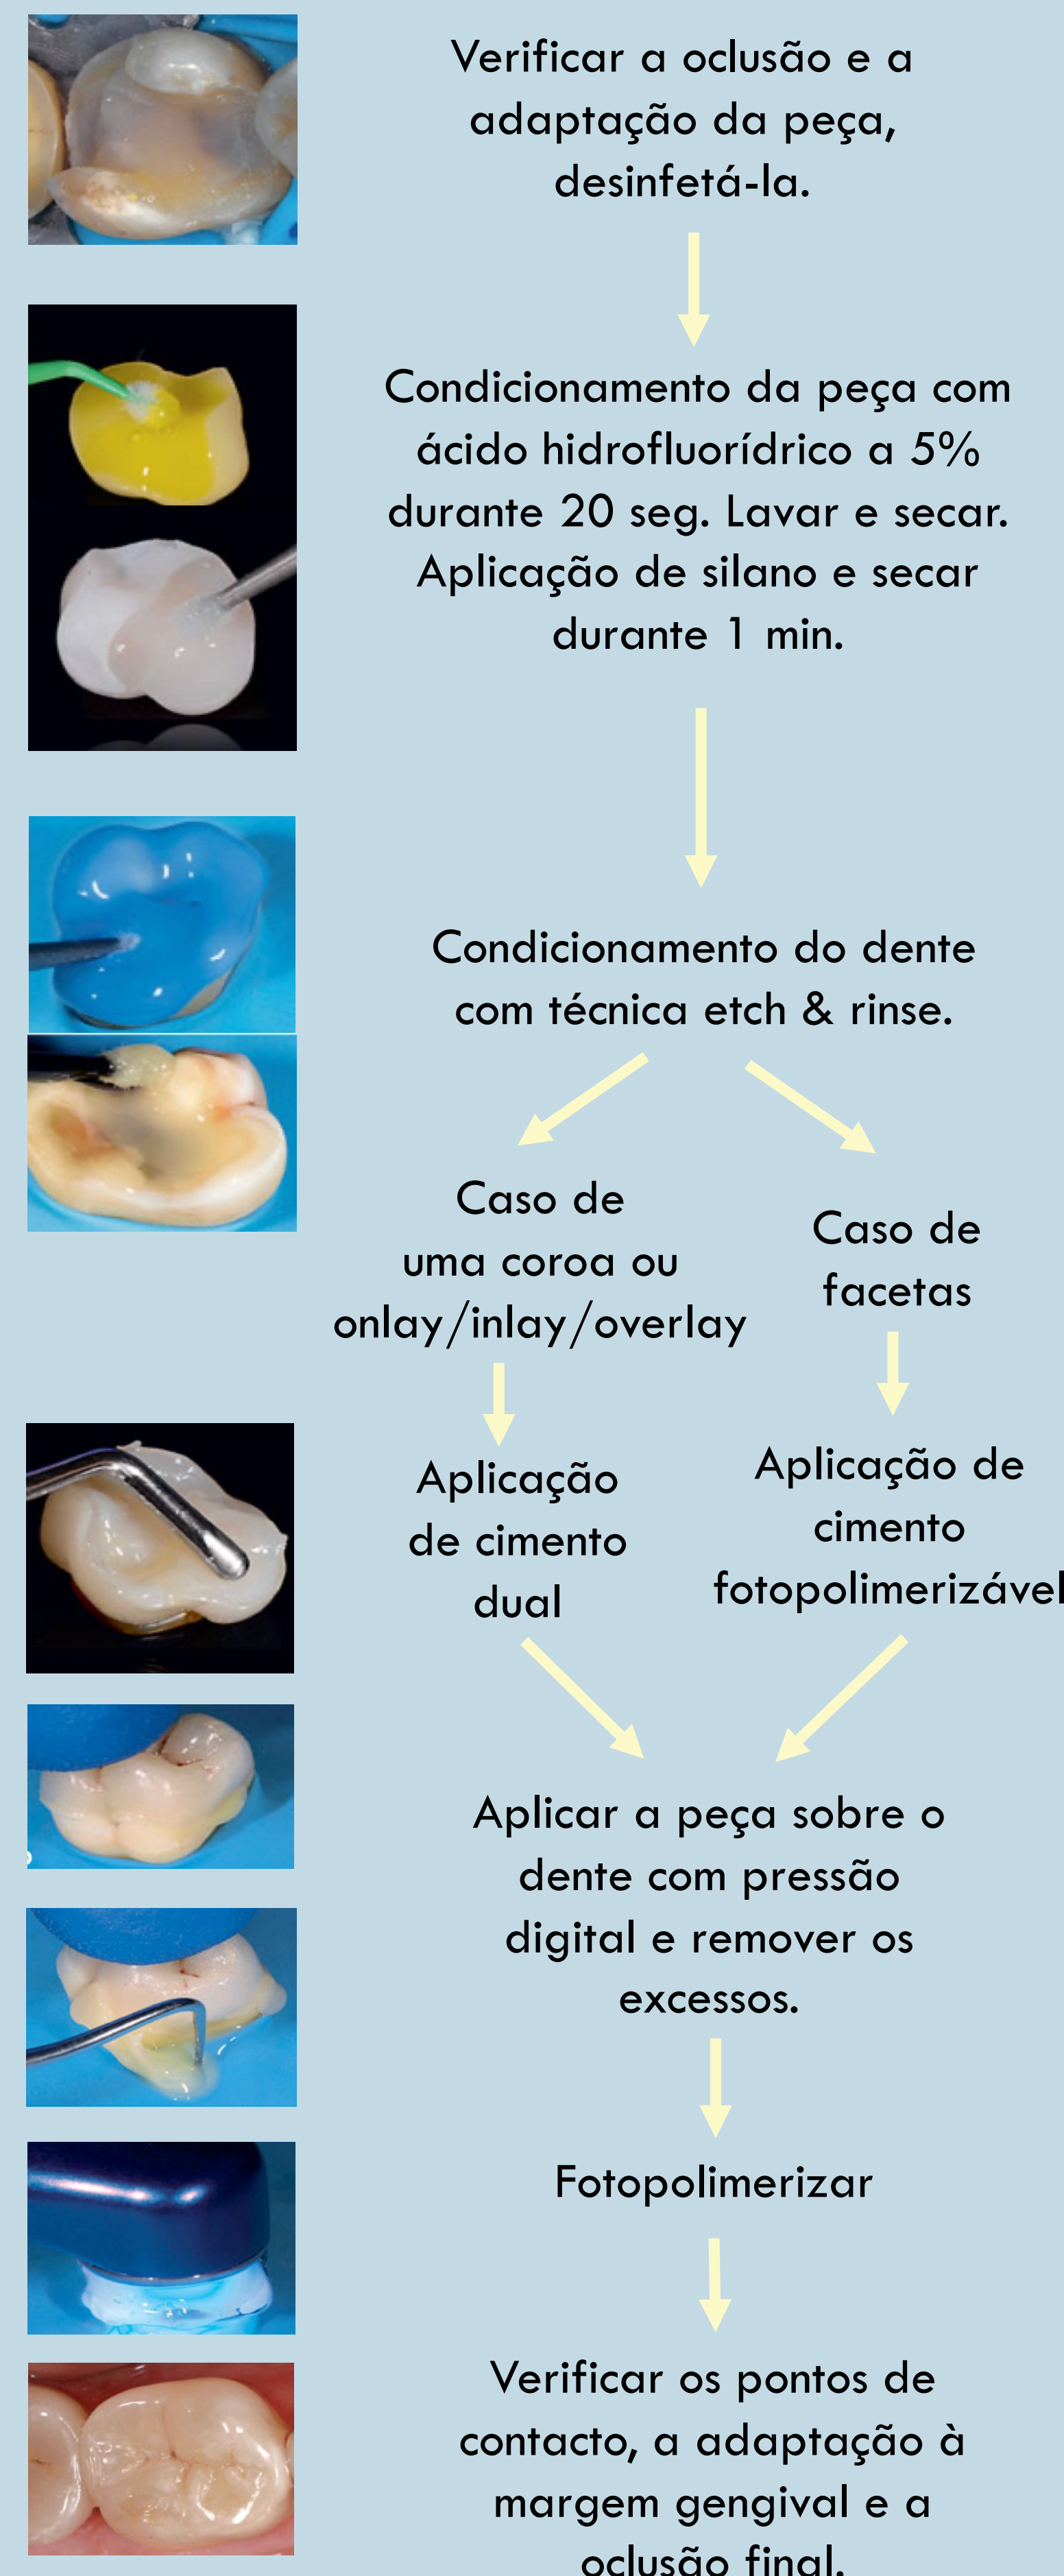 Verificar a oclusão e a
adaptação da peça,
desinfetá-la.
Condicionamento da peça com
ácido hidrofluorídrico a 5%
durante 20 seg. Lavar e secar.
Aplicação de silano e secar
durante 1 min.
Condicionamento do dente
com técnica etch & rinse.
Caso de
uma coroa ou
onlay/inlay/overlay
Caso de
facetas
Aplicação
de cimento
dual
Aplicação de
cimento
fotopolimerizável
Aplicar a peça sobre o
dente com pressão
digital e remover os
excessos.
Fotopolimerizar
Verificar os pontos de
contacto, a adaptação à
margem gengival e a
oclusão final.